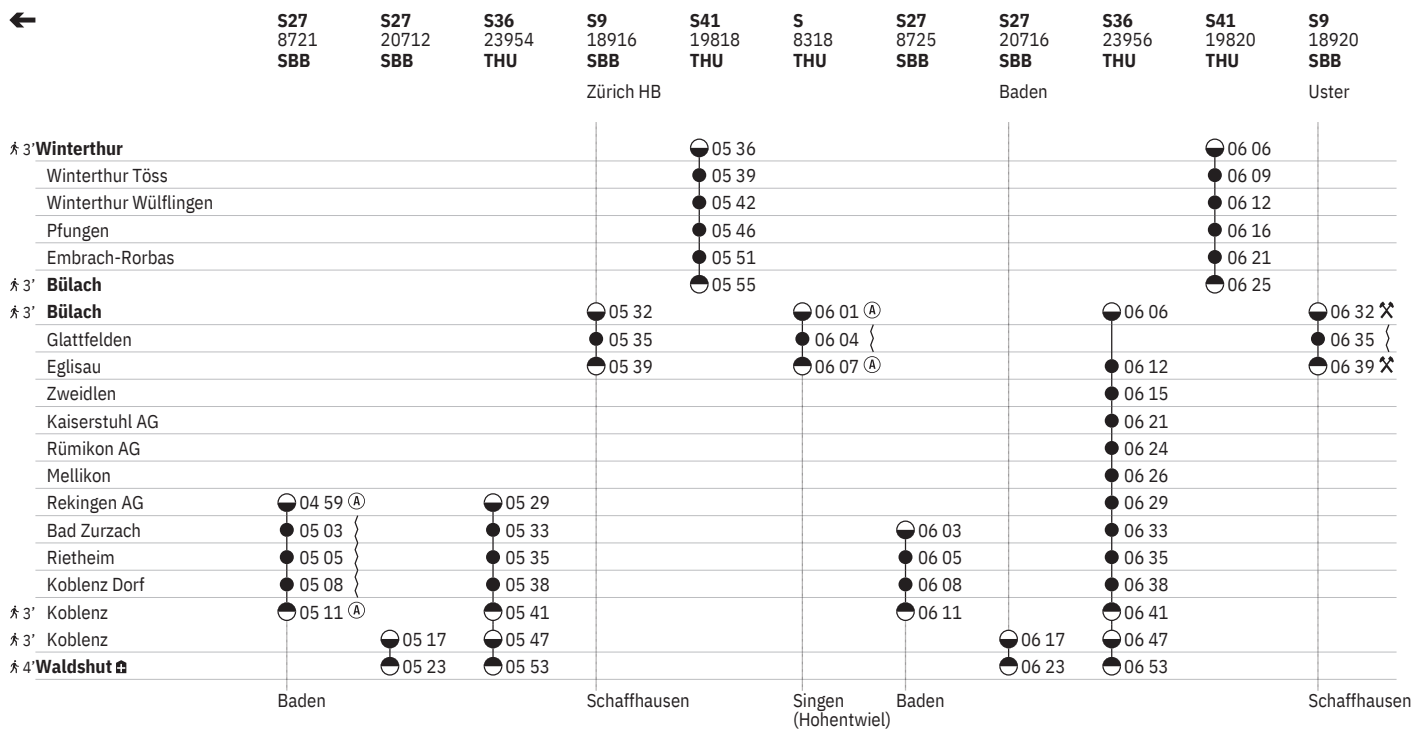 S27 S27 S36 S9 S41 S S27 S27 S36 S41 S9
8721 20712 23954 18916 19818 8318 8725 20716 23956 19820 18920
SBB SBB THU SBB THU THU SBB SBB THU THU SBB
Zürich HB Baden Uster
3' Winterthur 05 36 06 06
Winterthur Töss 05 39 06 09
Winterthur Wülflingen 05 42 06 12
Pfungen 05 46 06 16
Embrach-Rorbas 05 51 06 21
3' Bülach 05 55 06 25
3' Bülach 05 32 06 01 A 06 06 06 32
Glattfelden 05 35 06 04 06 35
Eglisau 05 39 06 07 A 06 12 06 39
Zweidlen 06 15
Kaiserstuhl AG 06 21
Rümikon AG 06 24
Mellikon 06 26
Rekingen AG 04 59 A 05 29 06 29
Bad Zurzach 05 03 05 33 06 03 06 33
Rietheim 05 05 05 35 06 05 06 35
Koblenz Dorf 05 08 05 38 06 08 06 38
3' Koblenz 05 11 A 05 41 06 11 06 41
3' Koblenz 05 17 05 47 06 17 06 47
4' Waldshut 05 23 05 53 06 23 06 53
Baden Schaffhausen Singen Baden Schaffhausen
(Hohentwiel)